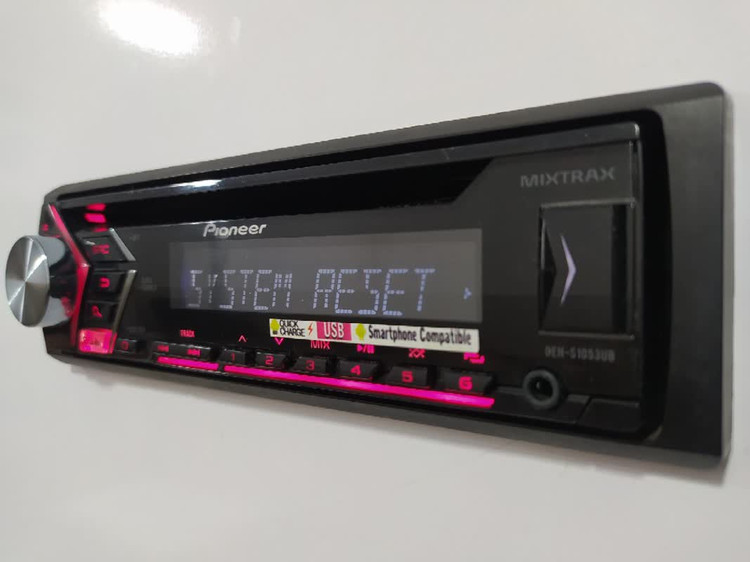 MIXTRAX
Pioneer
SYSTEM RESET
QUICK CHARGE USB Smartphone Compatible
TRACK MIX
1 2 3 4 5 6
DEH-S1053UB